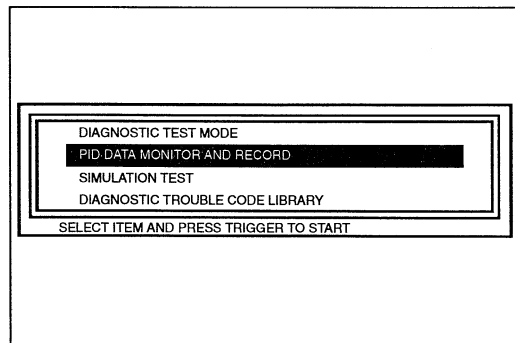 DIAGNOSTIC TEST MODE
PID DATA MONITOR AND RECORD
SIMULATION TEST
DIAGNOSTIC TROUBLE CODE LIBRARY
SELECT ITEM AND PRESS TRIGGER TO START